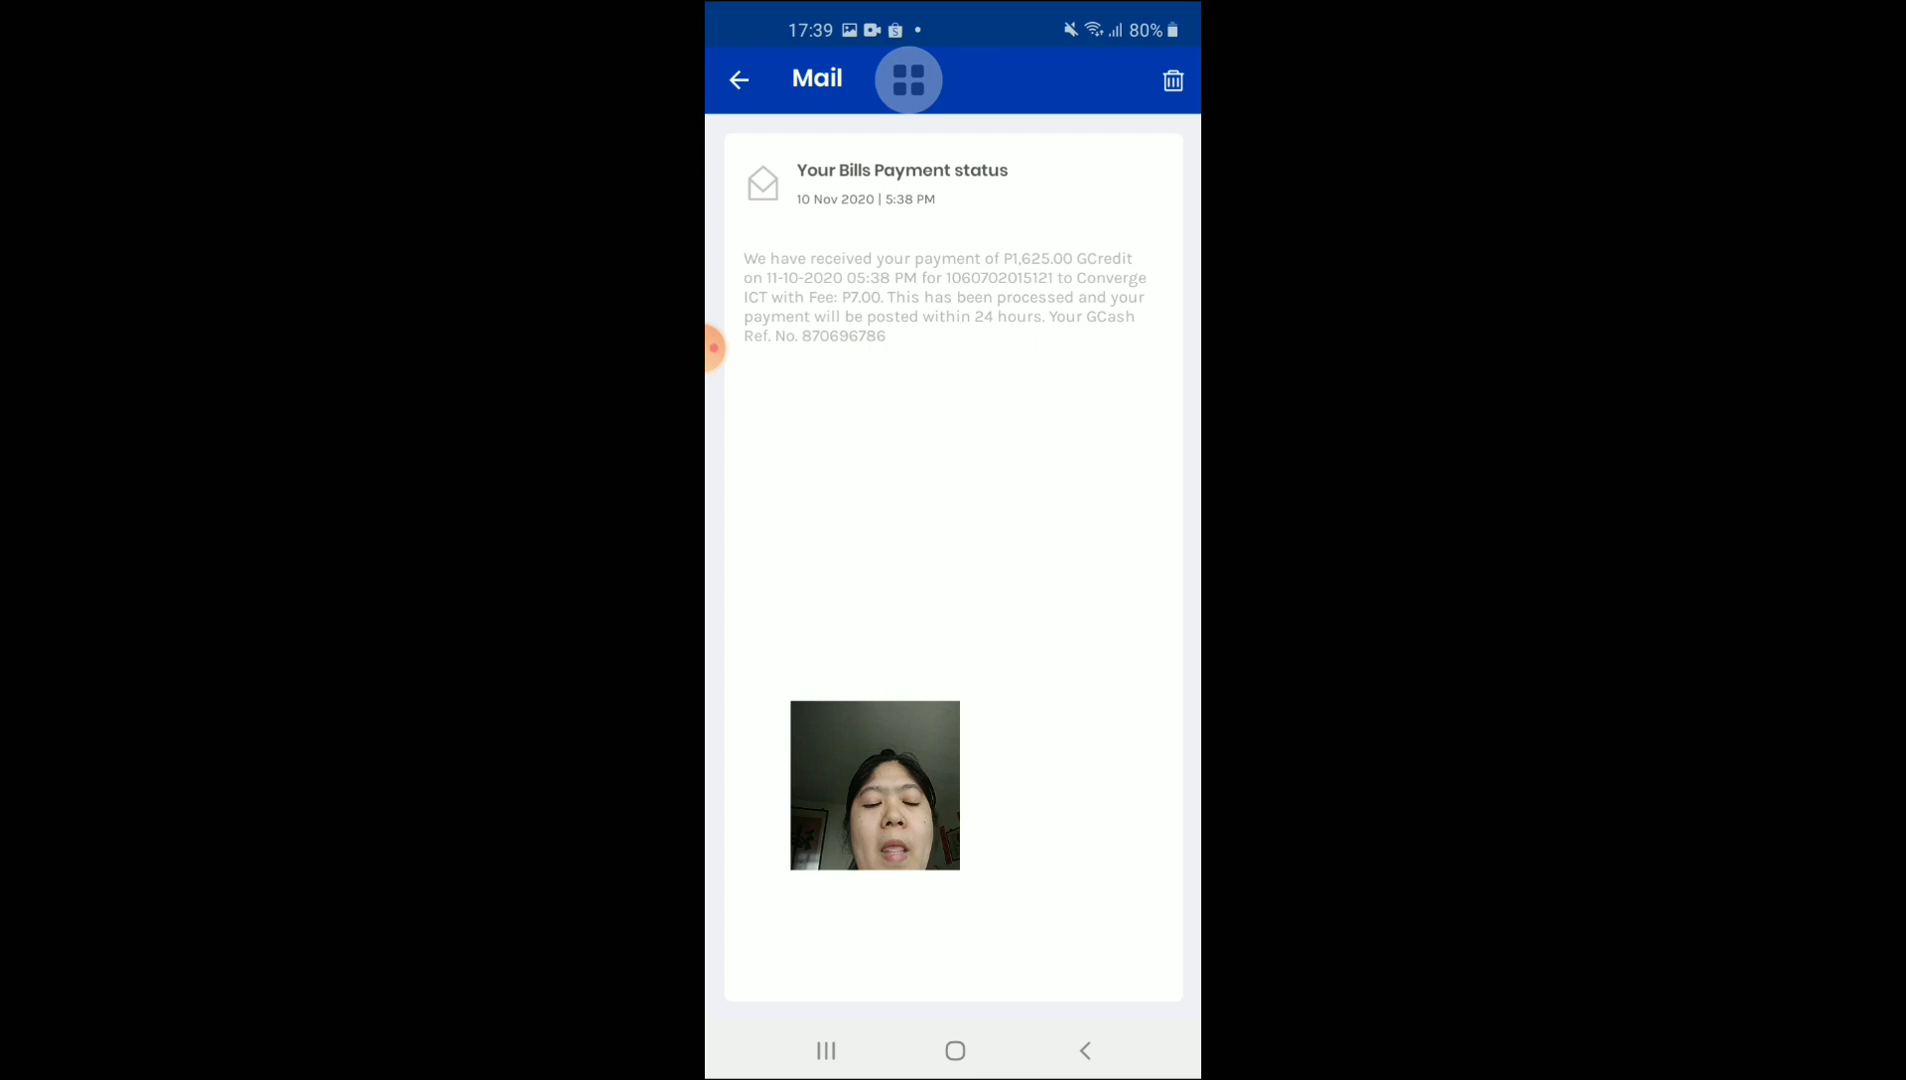 17:39 80%
Mail
Your Bills Payment status
10 Nov 2020 | 5:38 PM
We have received your payment of P1,625.00 GCredit
on 11-10-2020 05:38 PM for 1060702015121 to Converge
ICT with Fee: P7.00. This has been processed and your
payment will be posted within 24 hours. Your GCash
Ref. No. 870696786